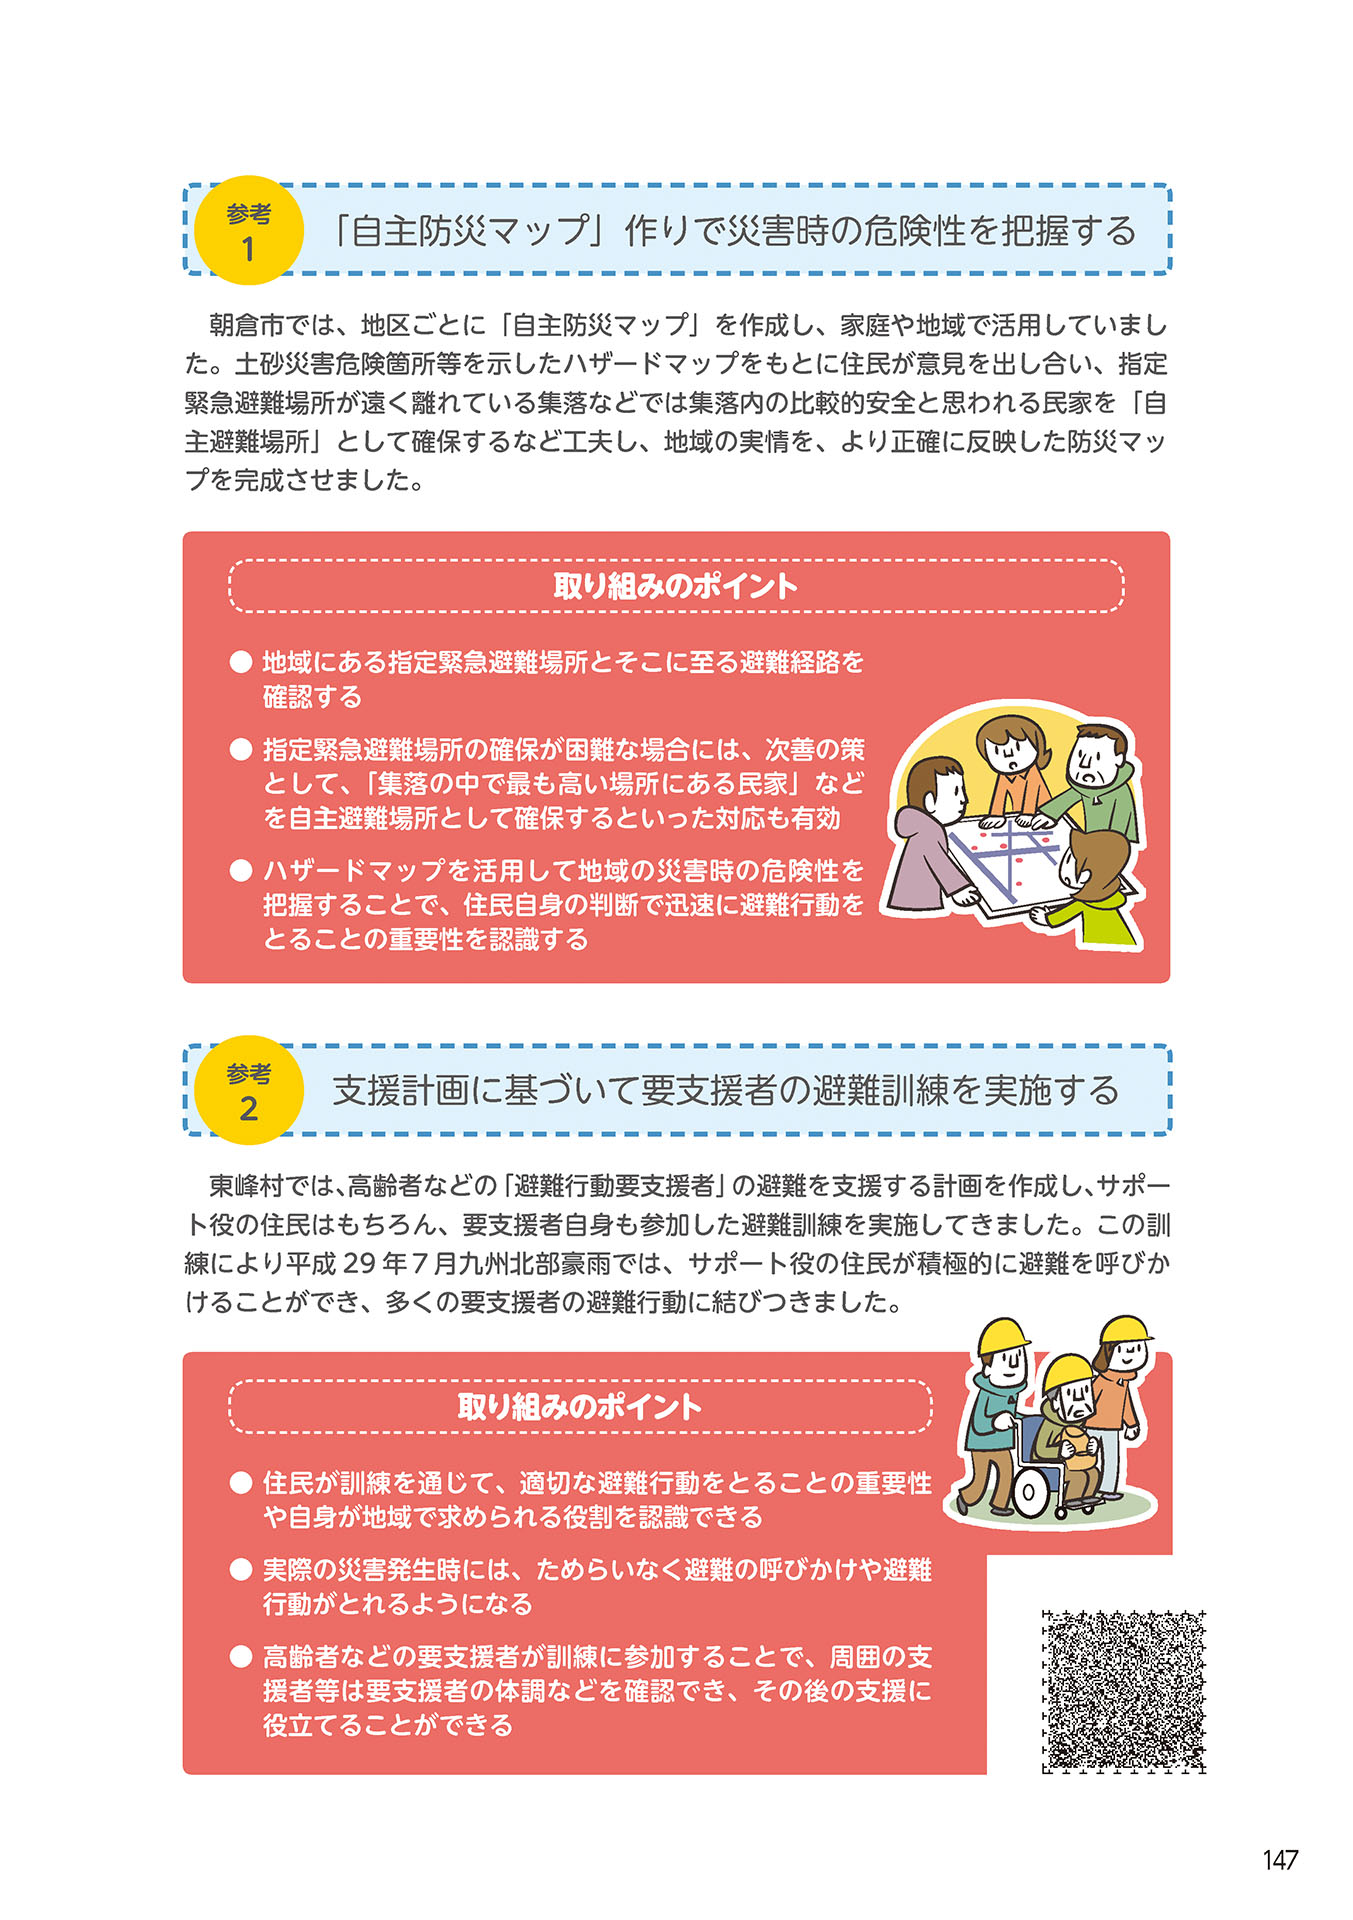 参考
1
「自主防災マップ」作りで災害時の危険性を把握する
朝倉市では、地区ごとに「自主防災マップ」を作成し、家庭や地域で活用していまし
た。土砂災害危険箇所等を示したハザードマップをもとに住民が意見を出し合い、指定
緊急避難場所が遠く離れている集落などでは集落内の比較的安全と思われる民家を「自
主避難場所」として確保するなど工夫し、地域の実情を、より正確に反映した防災マッ
プを完成させました。
取り組みのポイント
● 地域にある指定緊急避難場所とそこに至る避難経路を
確認する
● 指定緊急避難場所の確保が困難な場合には、次善の策
として、「集落の中で最も高い場所にある民家」など
を自主避難場所として確保するといった対応も有効
● ハザードマップを活用して地域の災害時の危険性を
把握することで、住民自身の判断で迅速に避難行動を
とることの重要性を認識する
参考
2
支援計画に基づいて要支援者の避難訓練を実施する
東峰村では、高齢者などの「避難行動要支援者」の避難を支援する計画を作成し、サポー
ト役の住民はもちろん、要支援者自身も参加した避難訓練を実施してきました。この訓
練により平成 29 年７月九州北部豪雨では、サポート役の住民が積極的に避難を呼びか
けることができ、多くの要支援者の避難行動に結びつきました。
取り組みのポイント
● 住民が訓練を通じて、適切な避難行動をとることの重要性
や自身が地域で求められる役割を認識できる
● 実際の災害発生時には、ためらいなく避難の呼びかけや避難
行動がとれるようになる
● 高齢者などの要支援者が訓練に参加することで、周囲の支
援者等は要支援者の体調などを確認でき、その後の支援に
役立てることができる
147